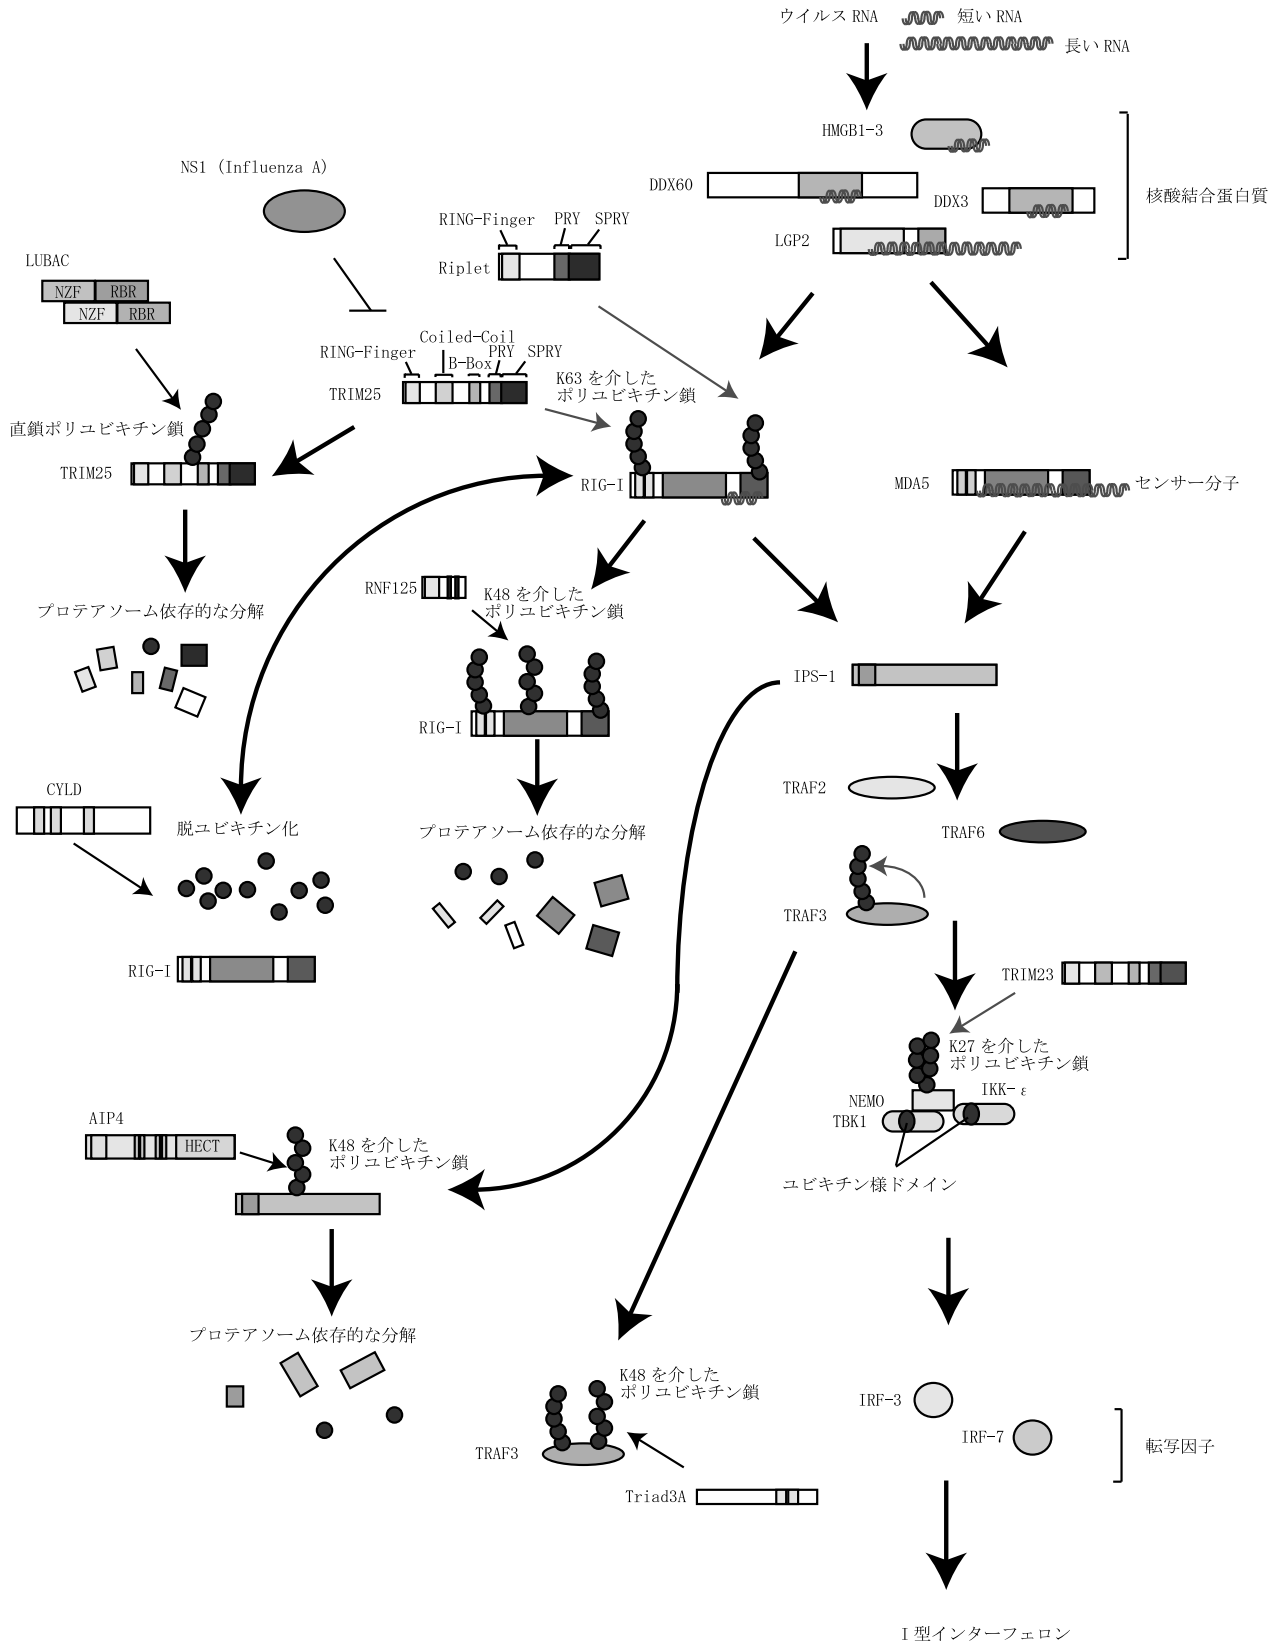 ウイルス RNA
短い RNA
長い RNA
HMGB1-3
NS1 (Influenza A)
DDX60
DDX3
核酸結合蛋白質
RING-Finger
PRY
SPRY
LGP2
LUBAC
Riplet
NZF
RBR
NZF
RBR
Coiled-Coil
RING-Finger
B-Box
PRY
SPRY
TRIM25
K63 を介した
ポリユビキチン鎖
直鎖ポリユビキチン鎖
TRIM25
RIG-I
MDA5
センサー分子
RNF125
K48 を介した
ポリユビキチン鎖
プロテアソーム依存的な分解
IPS-1
RIG-I
CYLD
TRAF2
脱ユビキチン化
プロテアソーム依存的な分解
TRAF6
TRAF3
RIG-I
TRIM23
K27 を介した
ポリユビキチン鎖
IKK-ε
NEMO
TBK1
AIP4
HECT
K48 を介した
ポリユビキチン鎖
ユビキチン様ドメイン
プロテアソーム依存的な分解
K48 を介した
ポリユビキチン鎖
IRF-3
IRF-7
転写因子
TRAF3
Triad3A
I 型インターフェロン